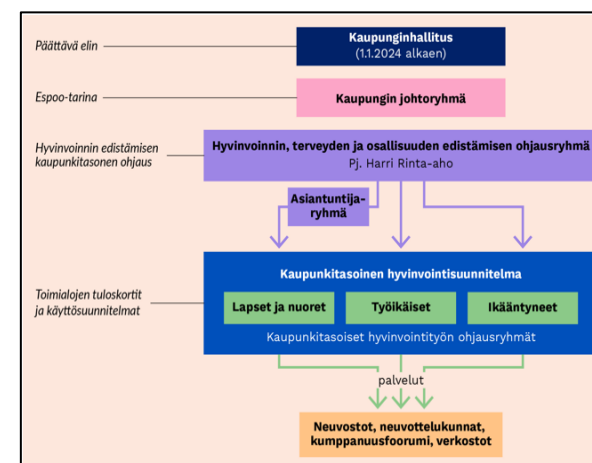 Päättävä elin
Kaupunginhallitus
(1.1.2024 alkaen)
Espoo-tarina
Kaupungin johtoryhmä
Hyvinvoinnin edistämisen
kaupunkitasonen ohjaus
Hyvinvoinnin, terveyden ja osallisuuden edistämisen ohjausryhmä
Pj. Harri Rinta-aho
Asiantuntija-
ryhmä
Toimialojen tuloskortit
ja käyttösuunnitelmat
Kaupunkitasoinen hyvinvointisuunnitelma
Lapset ja nuoret
Työikäiset
Ikääntyneet
Kaupunkitasoiset hyvinvointityön ohjausryhmät
palvelut
Neuvostot, neuvottelukunnat,
kumppanuusfoorumi, verkostot